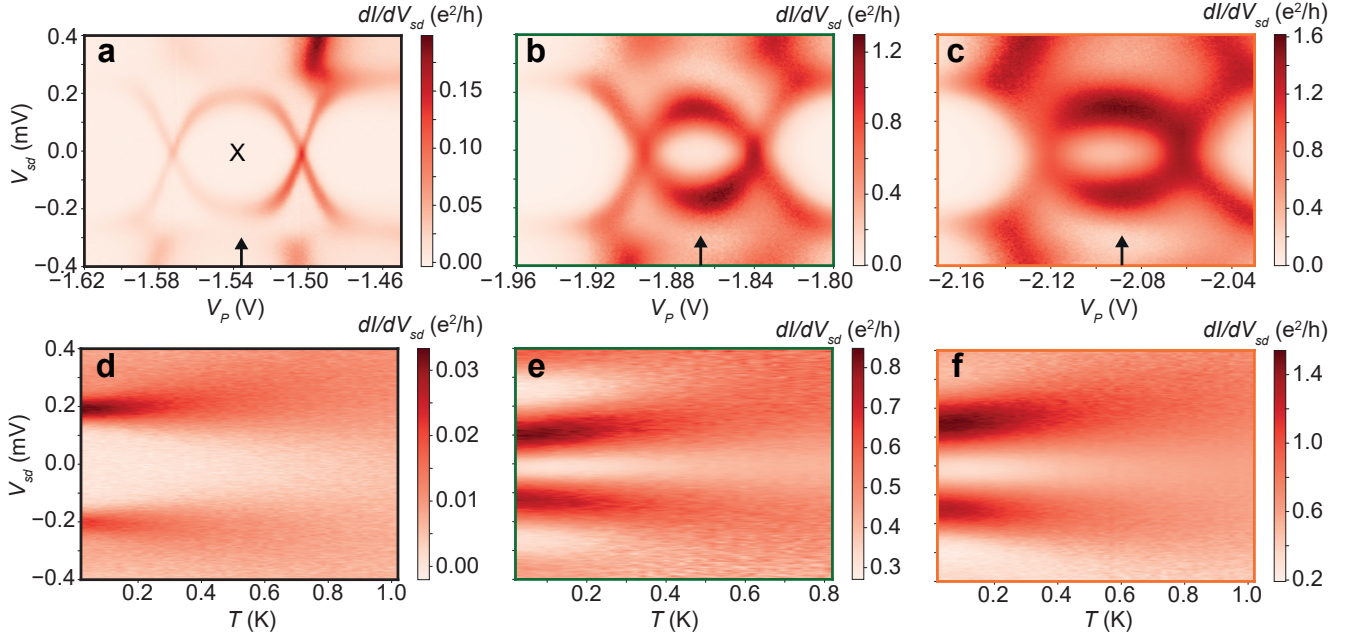 dI/dVsd (e²/h) dI/dVsd (e²/h) dI/dVsd (e²/h)
a b c
0.4 0.2 0.0 −0.2 −0.4
Vsd (mV)
0.15 0.10 0.05 0.00
1.2 0.8 0.4 0.0
1.6 1.2 0.8 0.4 0.0
X
−1.62 −1.58 −1.54 −1.50 −1.46
−1.96 −1.92 −1.88 −1.84 −1.80
−2.16 −2.12 −2.08 −2.04
VP (V) VP (V) VP (V)
dI/dVsd (e²/h) dI/dVsd (e²/h) dI/dVsd (e²/h)
d e f
0.4 0.2 0.0 −0.2 −0.4
Vsd (mV)
0.03 0.02 0.01 0.00
0.8 0.7 0.6 0.5 0.4 0.3
1.4 1.0 0.6 0.2
0.2 0.4 0.6 0.8 1.0
0.2 0.4 0.6 0.8
0.2 0.4 0.6 0.8 1.0
T (K) T (K) T (K)